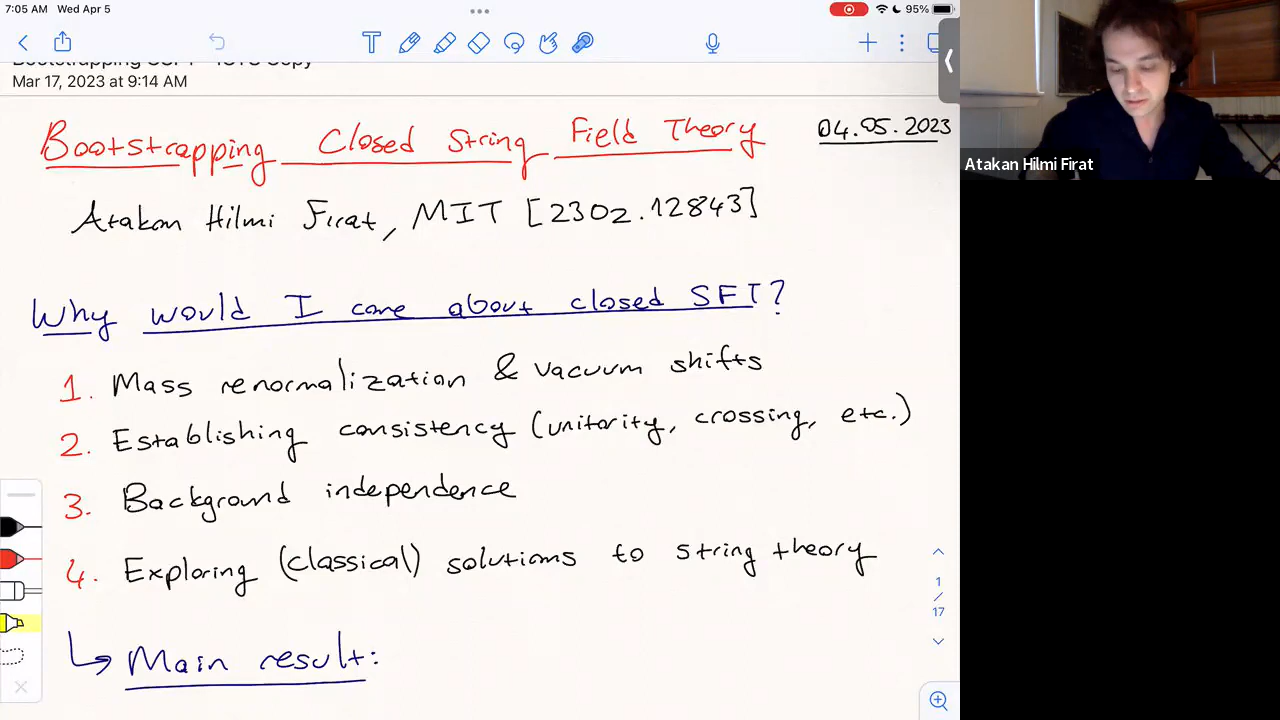 7:05 AM Wed Apr 5
95%
Mar 17, 2023 at 9:14 AM
Bootstrapping Closed String Field Theory
04.05.2023
Atakan Hilmi Fırat, MIT [2302.12843]
Atakan Hilmi Firat
Why would I care about closed SFT?
1. Mass renormalization & vacuum shifts
2. Establishing consistency (unitarity, crossing, etc.)
3. Background independence
4. Exploring (classical) solutions to string theory
1
/
17
Main result: